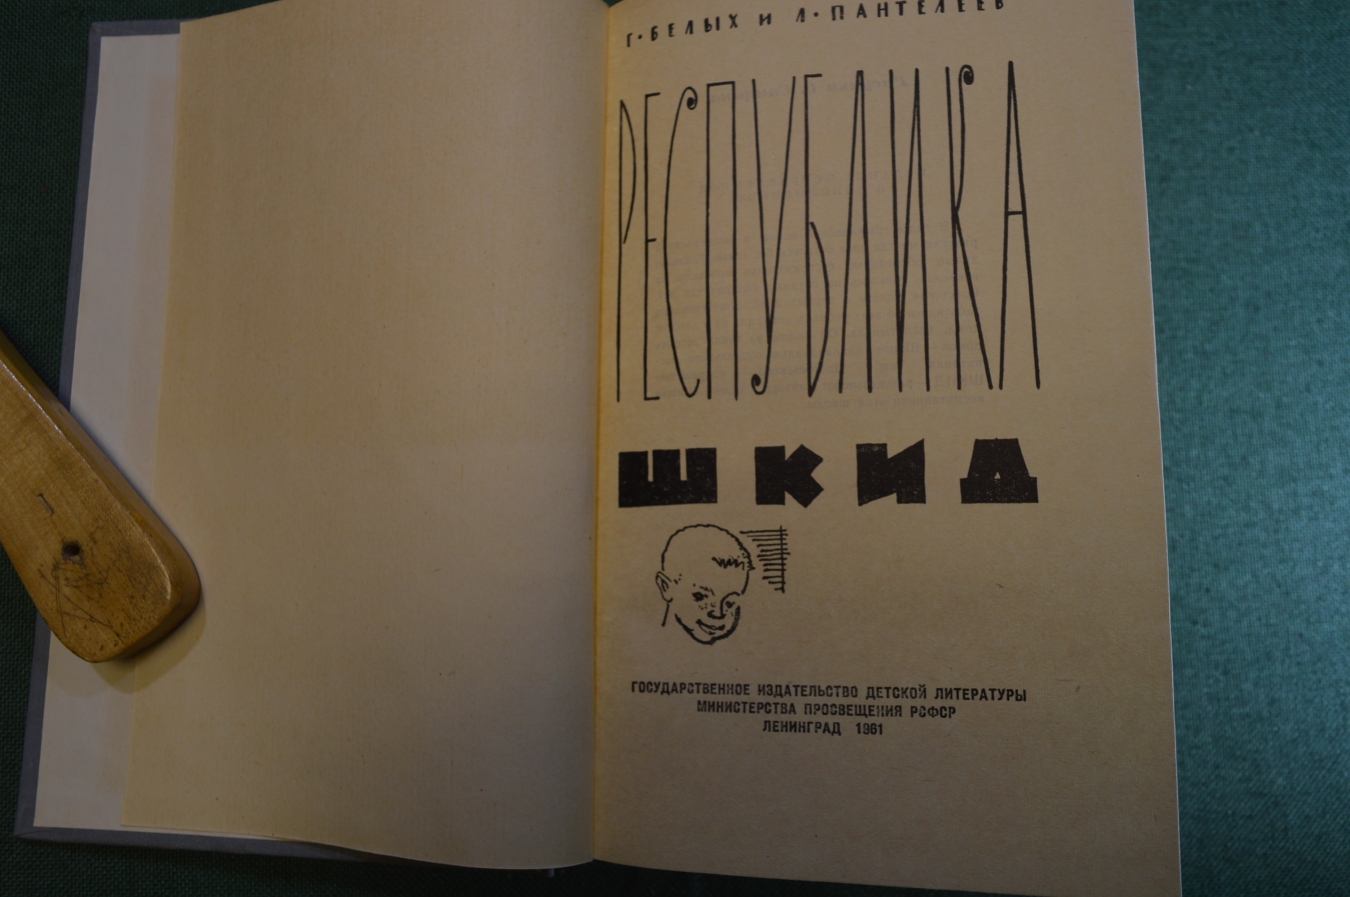 Г. БЕЛЫХ И Л. ПАНТЕЛЕЕВ
РЕСПУБЛИКА
ШКИД
ГОСУДАРСТВЕННОЕ ИЗДАТЕЛЬСТВО ДЕТСКОЙ ЛИТЕРАТУРЫ
МИНИСТЕРСТВА ПРОСВЕЩЕНИЯ РСФСР
ЛЕНИНГРАД 1961